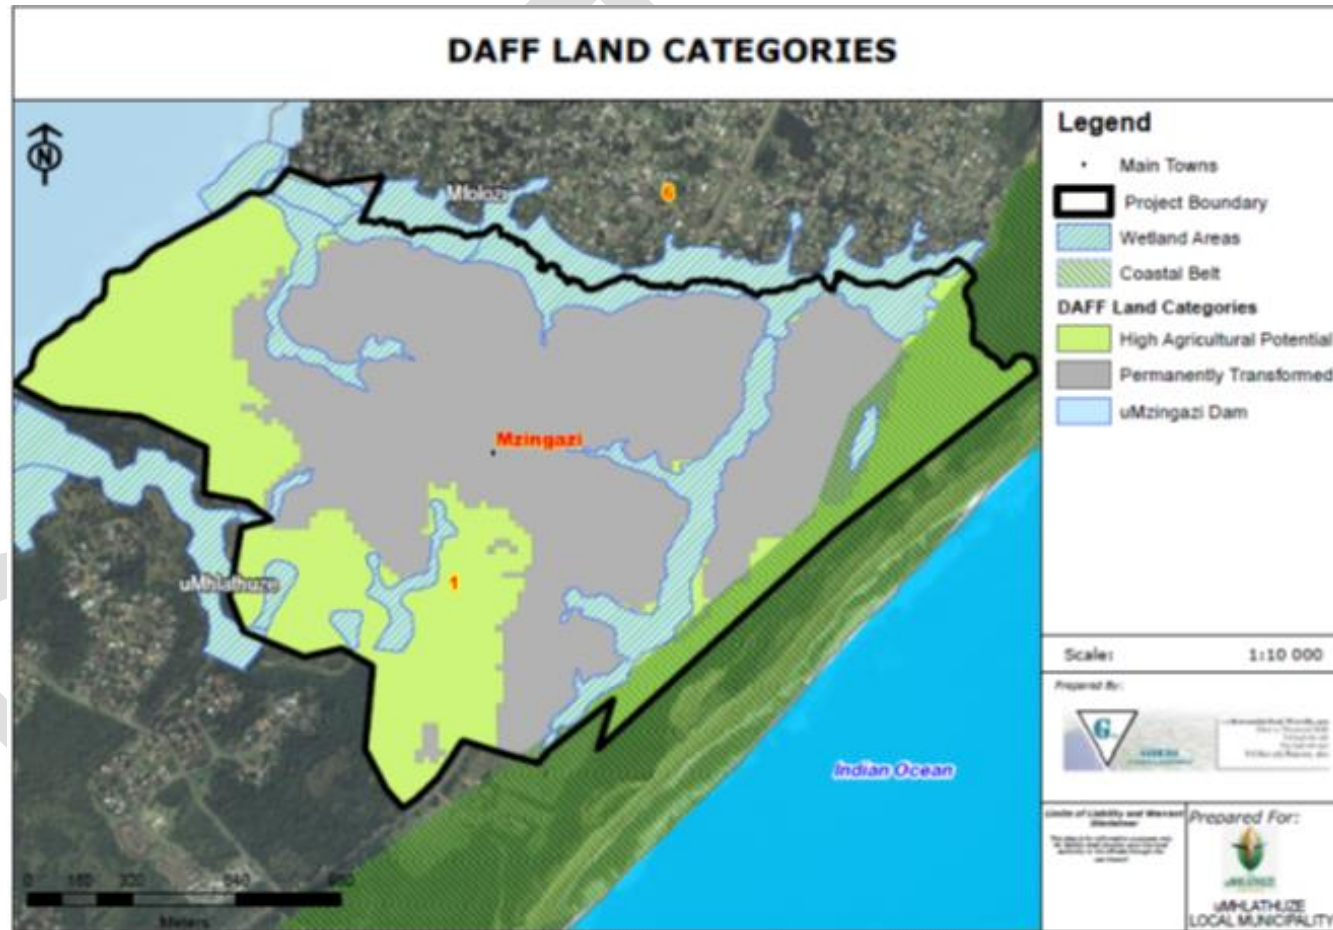 DAFF LAND CATEGORIES
N
Mfolozi
6
Mzingazi
1
uMhlathuze
Indian Ocean
0
Meters
Legend
Main Towns
Project Boundary
Wetland Areas
Coastal Belt
DAFF Land Categories
High Agricultural Potential
Permanently Transformed
uMzingazi Dam
Scale: 1:10 000
Prepared By:
G
Prepared For:
uMHLATHUZE
LOCAL MUNICIPALITY